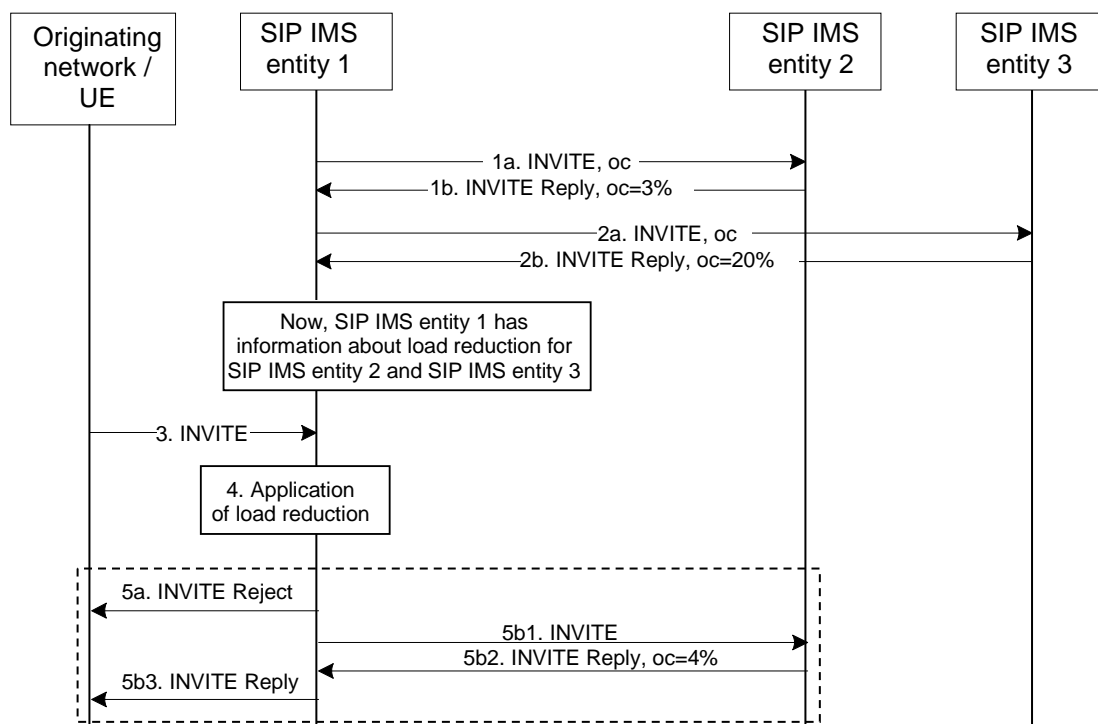 Originating
network /
UE
SIP IMS
entity 1
SIP IMS
entity 2
SIP IMS
entity 3
1a. INVITE, oc
1b. INVITE Reply, oc=3%
2a. INVITE, oc
2b. INVITE Reply, oc=20%
Now, SIP IMS entity 1 has
information about load reduction for
SIP IMS entity 2 and SIP IMS entity 3
3. INVITE
4. Application
of load reduction
5a. INVITE Reject
5b1. INVITE
5b2. INVITE Reply, oc=4%
5b3. INVITE Reply